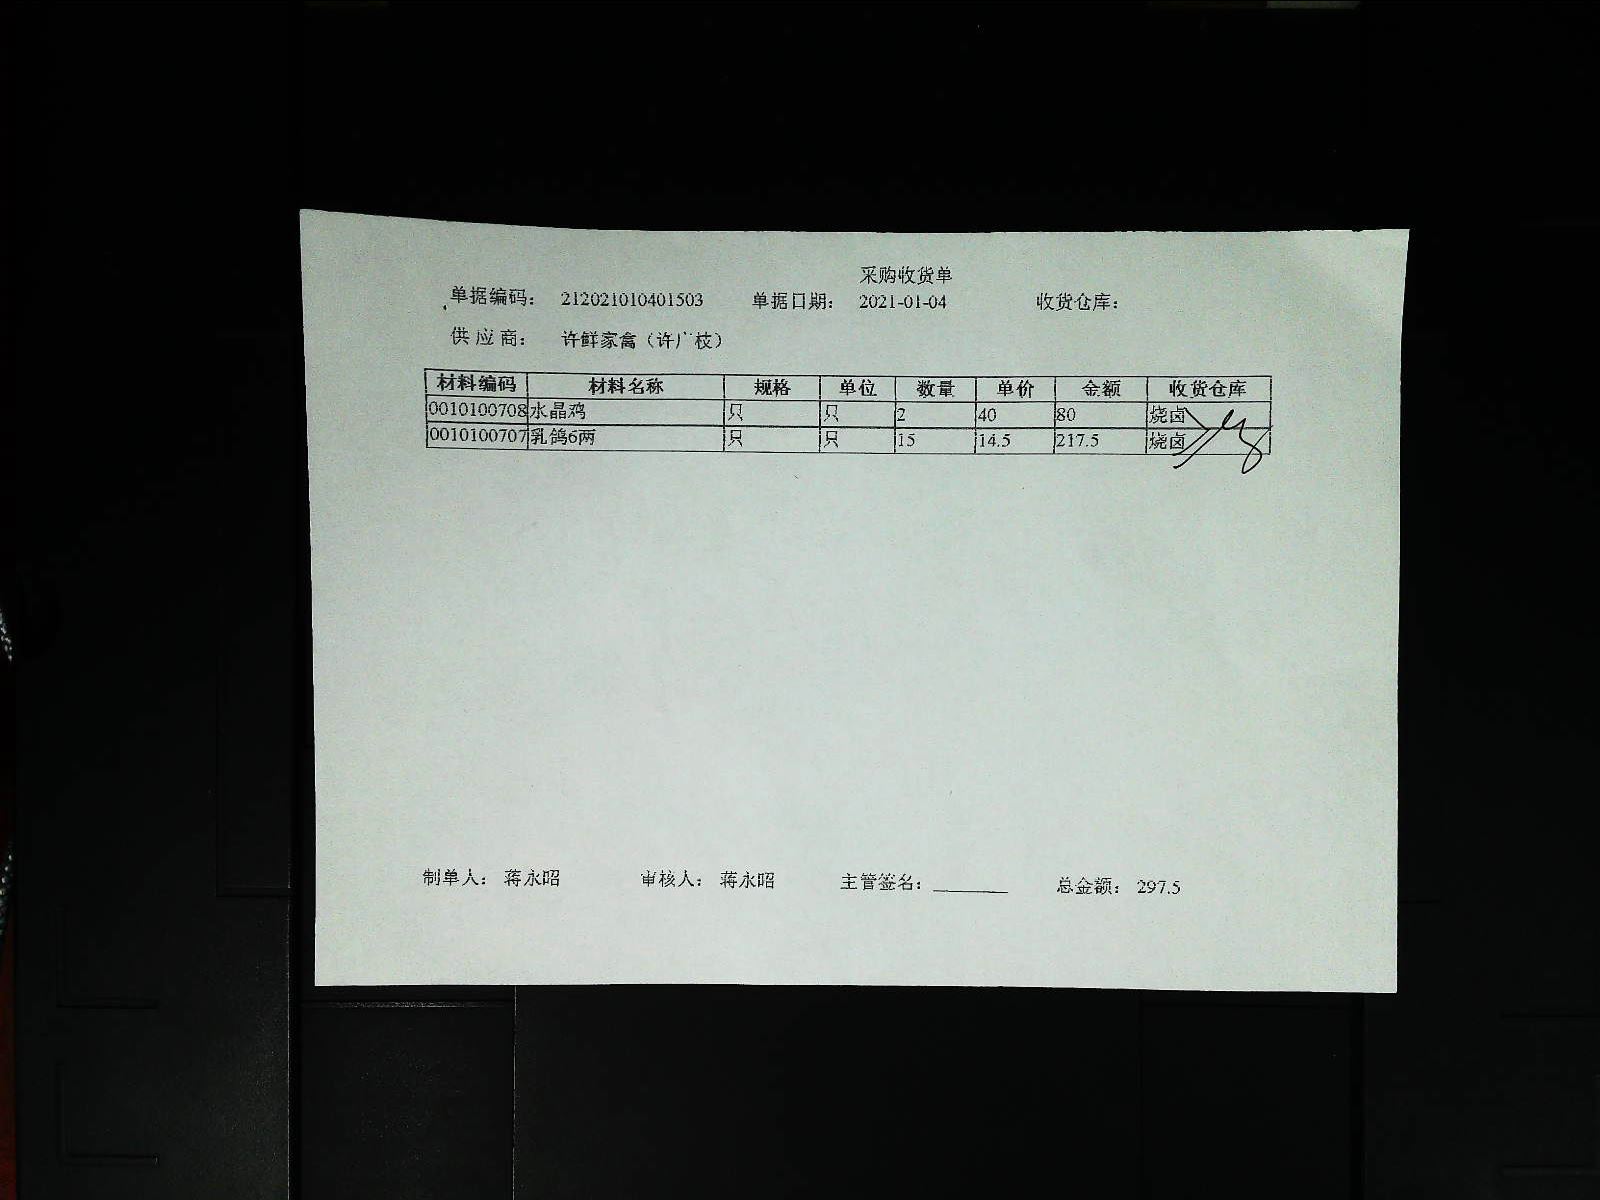 采购收货单
单据编码： 212021010401503 单据日期： 2021-01-04 收货仓库：
供应商： 许鲜家禽（许广枝）
材料编码 材料名称 规格 单位 数量 单价 金额 收货仓库
0010100708 水晶鸡 只 只 2 40 80 烧卤
0010100707 乳鸽6两 只 只 15 14.5 217.5 烧卤
制单人： 蒋永昭 审核人： 蒋永昭 主管签名： 总金额： 297.5